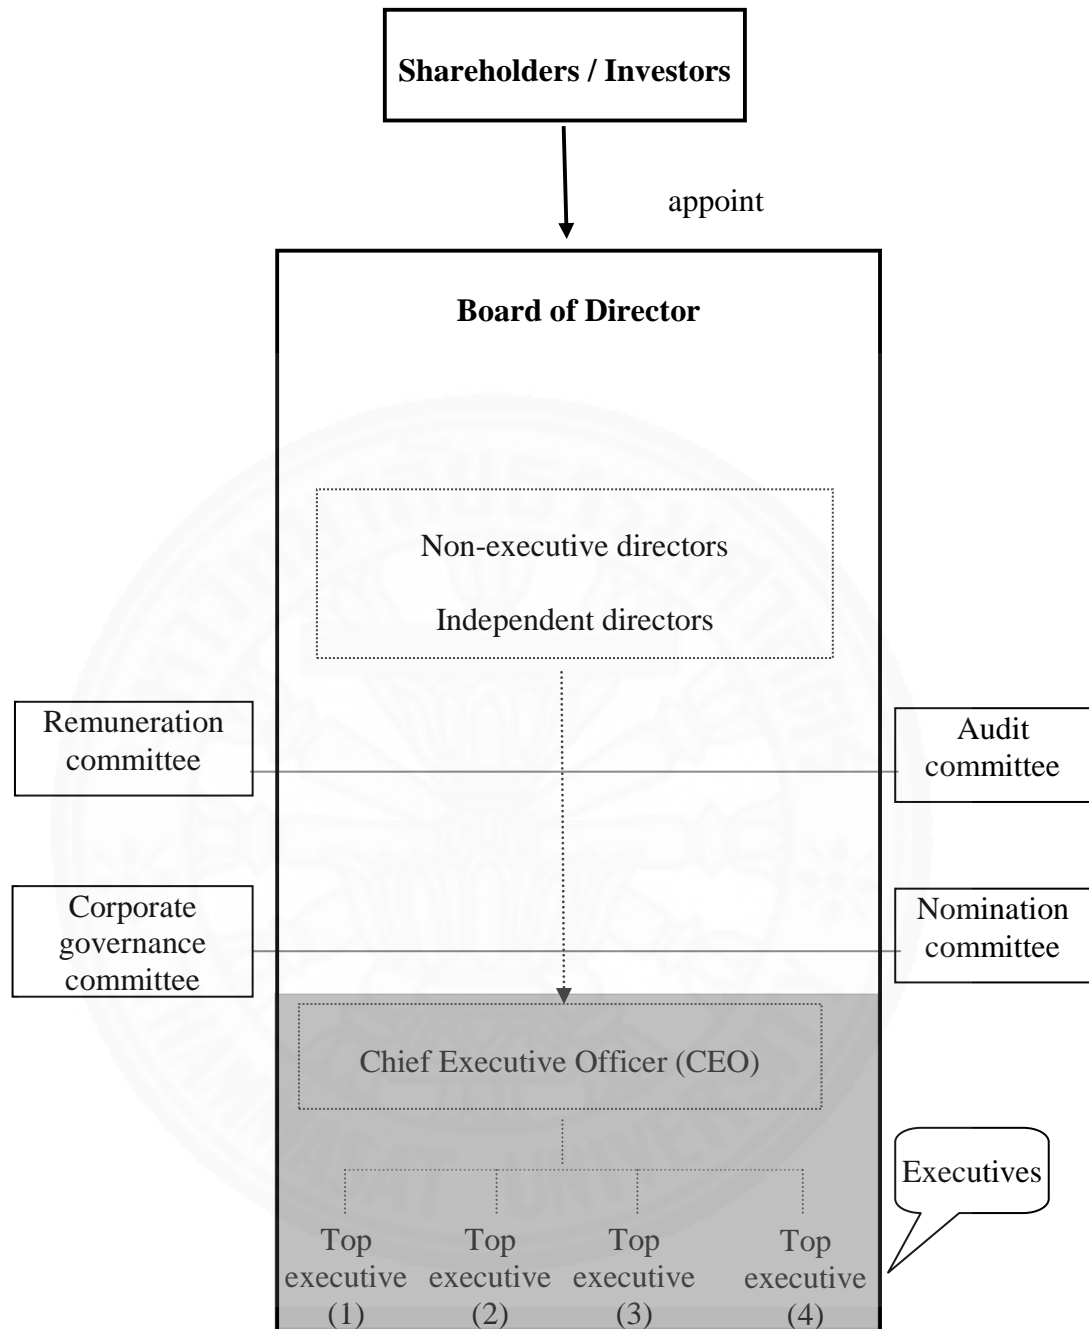 Shareholders / Investors
appoint
Board of Director
Non-executive directors
Independent directors
Remuneration
committee
Audit
committee
Corporate
governance
committee
Nomination
committee
Chief Executive Officer (CEO)
Executives
Top
executive
(1)
Top
executive
(2)
Top
executive
(3)
Top
executive
(4)